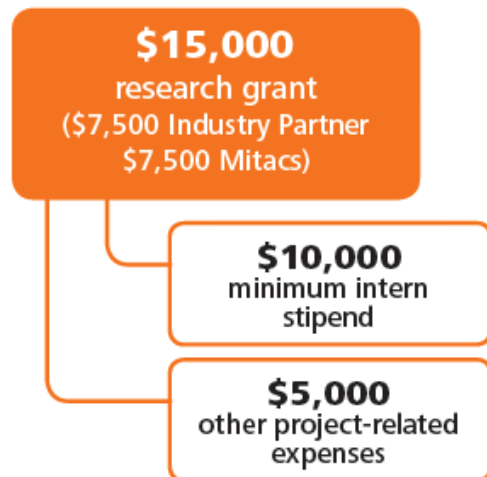 $15,000
research grant
($7,500 Industry Partner
$7,500 Mitacs)
$10,000
minimum intern
stipend
$5,000
other project-related
expenses